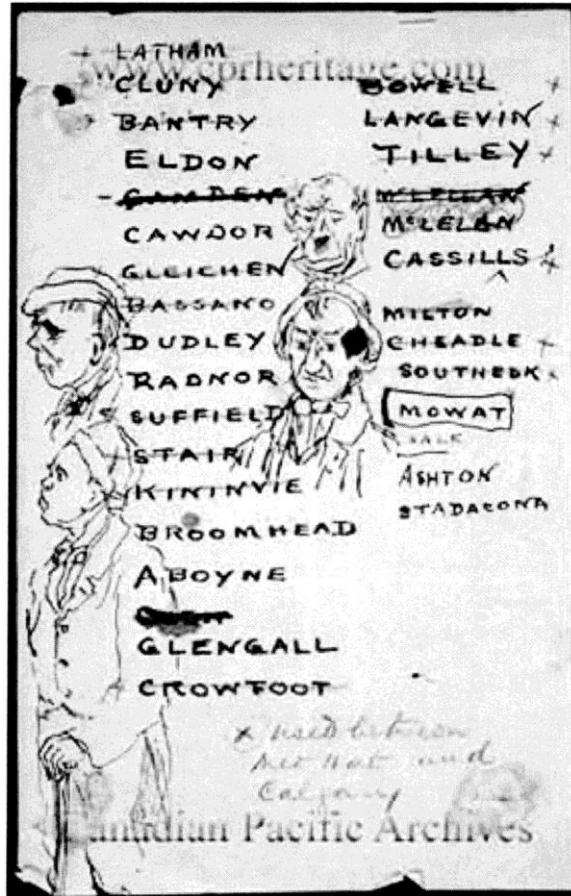 LATHAM
www.cprheritage.com
CLUNY
BANTRY
ELDON
CAMDEN
CAWDOR
GLEICHEN
BASSANO
DUDLEY
RADNOR
SUFFIELD
STAIR
KININVIE
BROOMHEAD
ABOYNE
GLENGALL
CROWFOOT
BOWELL
LANGEVIN
TILLEY
McLELLAN
McLELAN
CASSILLS
MILTON
CHEADLE
SOUTHESK
MOWAT
ASHTON
STADACONA
x used between
Med Hat and
Calgary
Canadian Pacific Archives